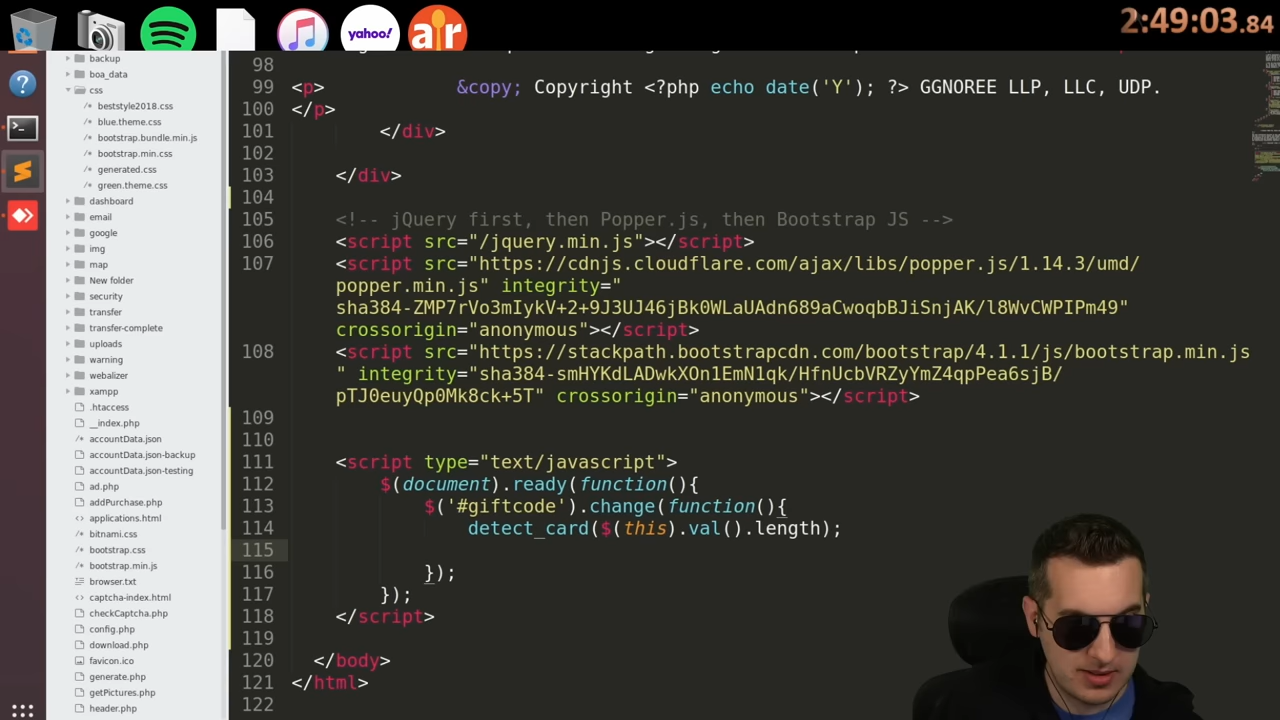 yahoo!
air
2:49:03.84
backup
boa_data
css
beststyle2018.css
blue.theme.css
bootstrap.bundle.min.js
bootstrap.min.css
generated.css
green.theme.css
dashboard
email
google
img
map
New folder
security
transfer
transfer-complete
uploads
warning
webalizer
xampp
.htaccess
__index.php
accountData.json
accountData.json-backup
accountData.json-testing
ad.php
addPurchase.php
applications.html
bitnami.css
bootstrap.css
bootstrap.min.js
browser.txt
captcha-index.html
checkCaptcha.php
config.php
download.php
favicon.ico
generate.php
getPictures.php
header.php
98
99 <p> &copy; Copyright <?php echo date('Y'); ?> GGNOREE LLP, LLC, UDP.
100 </p>
101 </div>
102
103 </div>
104
105 <!-- jQuery first, then Popper.js, then Bootstrap JS -->
106 <script src="/jquery.min.js"></script>
107 <script src="https://cdnjs.cloudflare.com/ajax/libs/popper.js/1.14.3/umd/
popper.min.js" integrity="
sha384-ZMP7rVo3mIykV+2+9J3UJ46jBk0WLaUAdn689aCwoqbBJiSnjAK/l8WvCWPIPm49"
crossorigin="anonymous"></script>
108 <script src="https://stackpath.bootstrapcdn.com/bootstrap/4.1.1/js/bootstrap.min.js
" integrity="sha384-smHYKdLADwkXOn1EmN1qk/HfnUcbVRZyYmZ4qpPea6sjB/
pTJ0euyQp0Mk8ck+5T" crossorigin="anonymous"></script>
109
110
111 <script type="text/javascript">
112 $(document).ready(function(){
113 $('#giftcode').change(function(){
114 detect_card($(this).val().length);
115
116 });
117 });
118 </script>
119
120 </body>
121 </html>
122